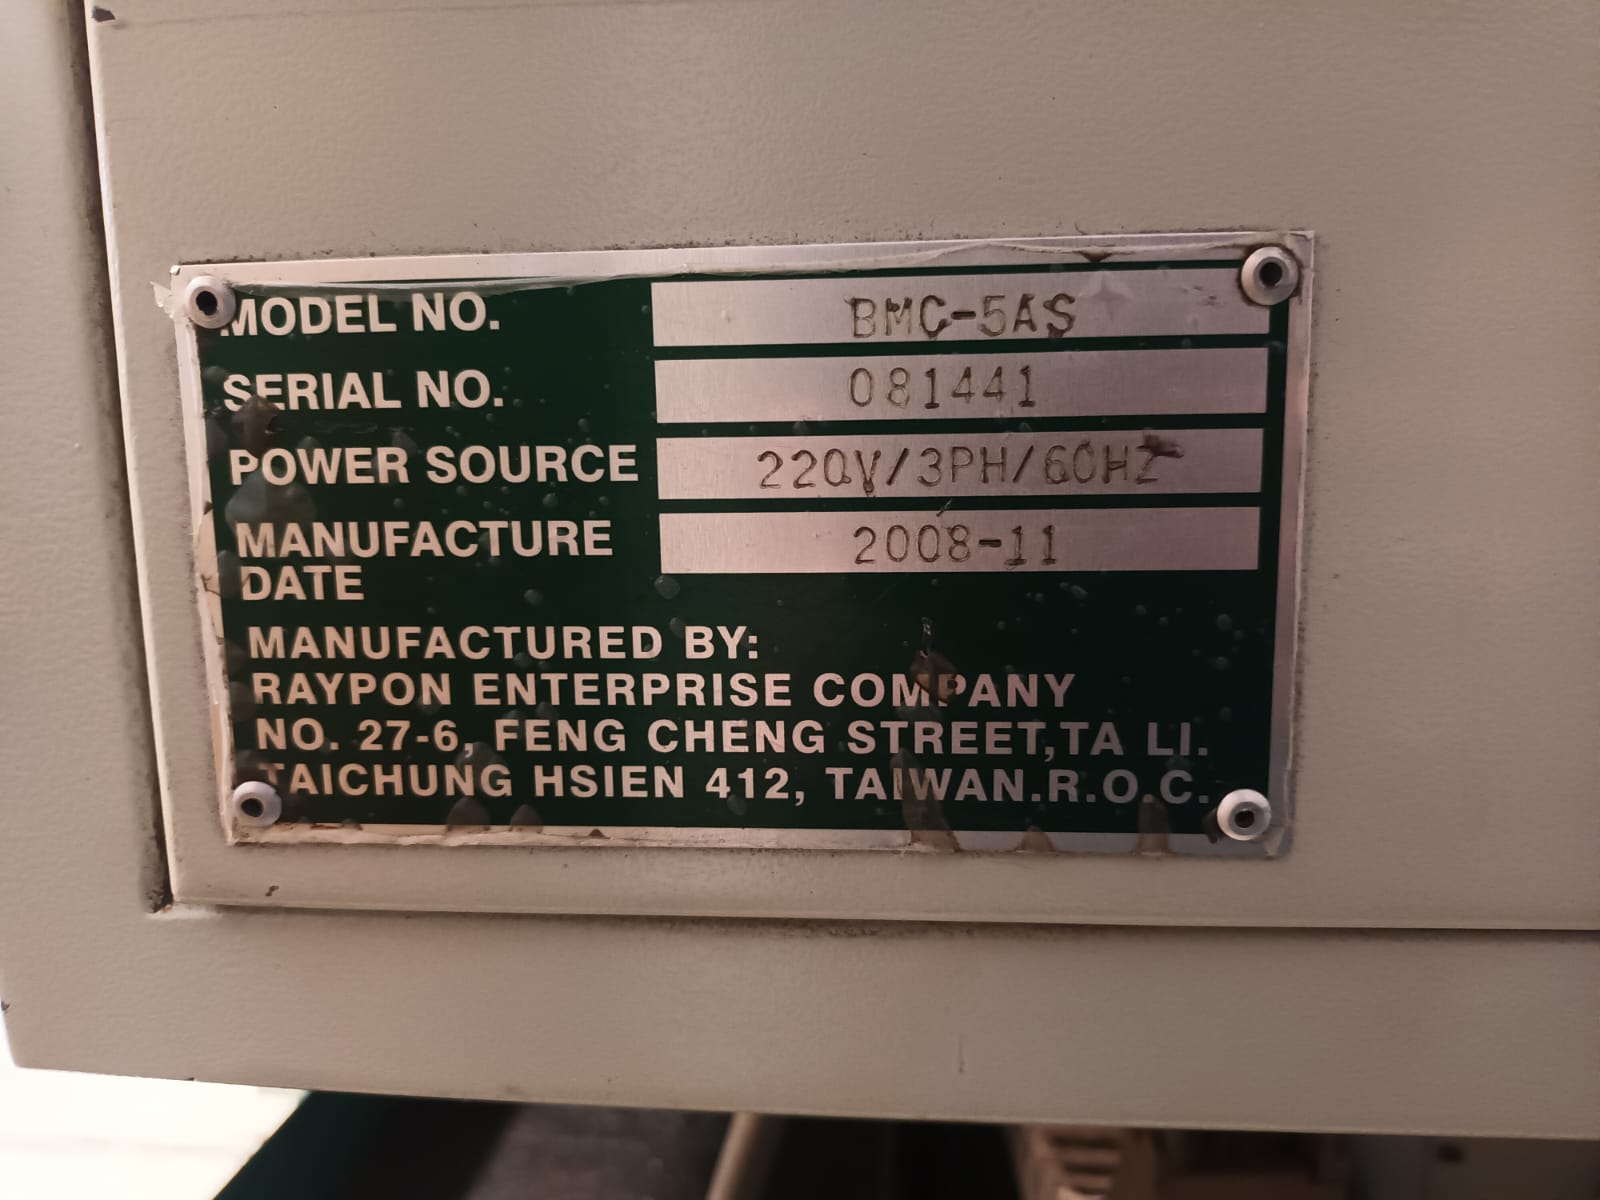 MODEL NO. BMC-5AS
SERIAL NO. 081441
POWER SOURCE 220V/3PH/60HZ
MANUFACTURE 2008-11
DATE
MANUFACTURED BY:
RAYPON ENTERPRISE COMPANY
NO. 27-6, FENG CHENG STREET,TA LI.
TAICHUNG HSIEN 412, TAIWAN.R.O.C.